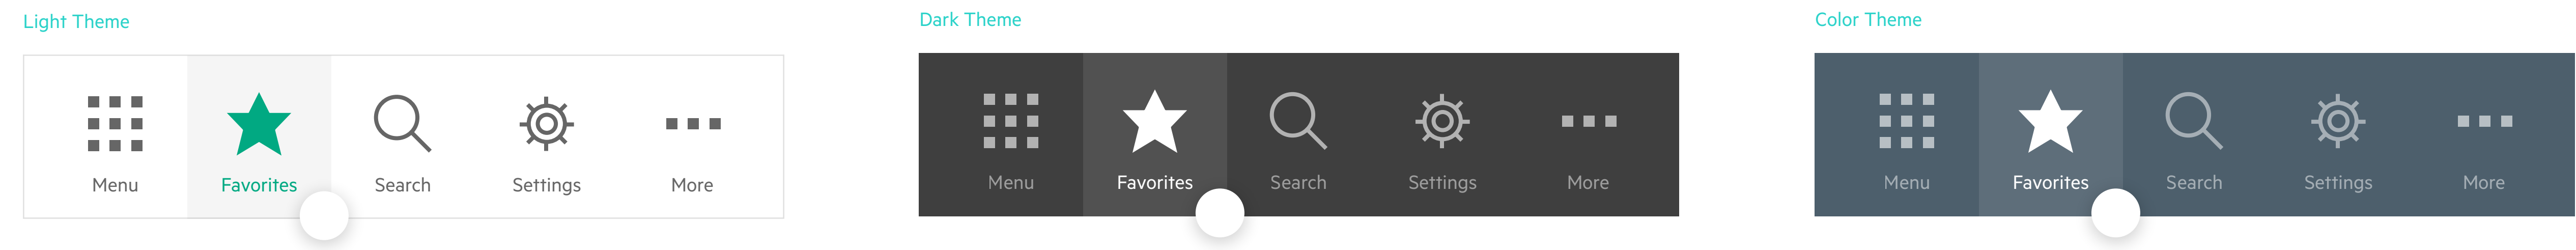 Light Theme
Menu Favorites Search Settings More
Dark Theme
Menu Favorites Search Settings More
Color Theme
Menu Favorites Search Settings More